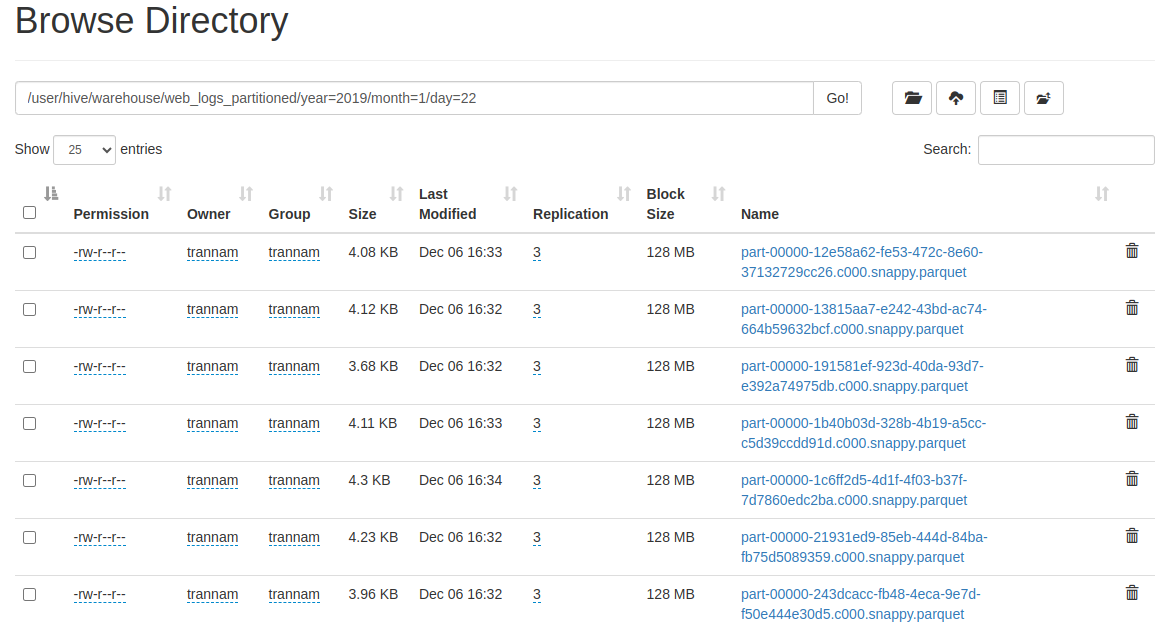 Browse Directory
/user/hive/warehouse/web_logs_partitioned/year=2019/month=1/day=22 Go!
Show 25 entries Search:
Permission Owner Group Size Last Modified Replication Block Size Name
-rw-r--r-- trannam trannam 4.08 KB Dec 06 16:33 3 128 MB part-00000-12e58a62-fe53-472c-8e60-
37132729cc26.c000.snappy.parquet
-rw-r--r-- trannam trannam 4.12 KB Dec 06 16:32 3 128 MB part-00000-13815aa7-e242-43bd-ac74-
664b59632bcf.c000.snappy.parquet
-rw-r--r-- trannam trannam 3.68 KB Dec 06 16:32 3 128 MB part-00000-191581ef-923d-40da-93d7-
e392a74975db.c000.snappy.parquet
-rw-r--r-- trannam trannam 4.11 KB Dec 06 16:33 3 128 MB part-00000-1b40b03d-328b-4b19-a5cc-
c5d39ccdd91d.c000.snappy.parquet
-rw-r--r-- trannam trannam 4.3 KB Dec 06 16:34 3 128 MB part-00000-1c6ff2d5-4d1f-4f03-b37f-
7d7860edc2ba.c000.snappy.parquet
-rw-r--r-- trannam trannam 4.23 KB Dec 06 16:32 3 128 MB part-00000-21931ed9-85eb-444d-84ba-
fb75d5089359.c000.snappy.parquet
-rw-r--r-- trannam trannam 3.96 KB Dec 06 16:32 3 128 MB part-00000-243dcacc-fb48-4eca-9e7d-
f50e444e30d5.c000.snappy.parquet